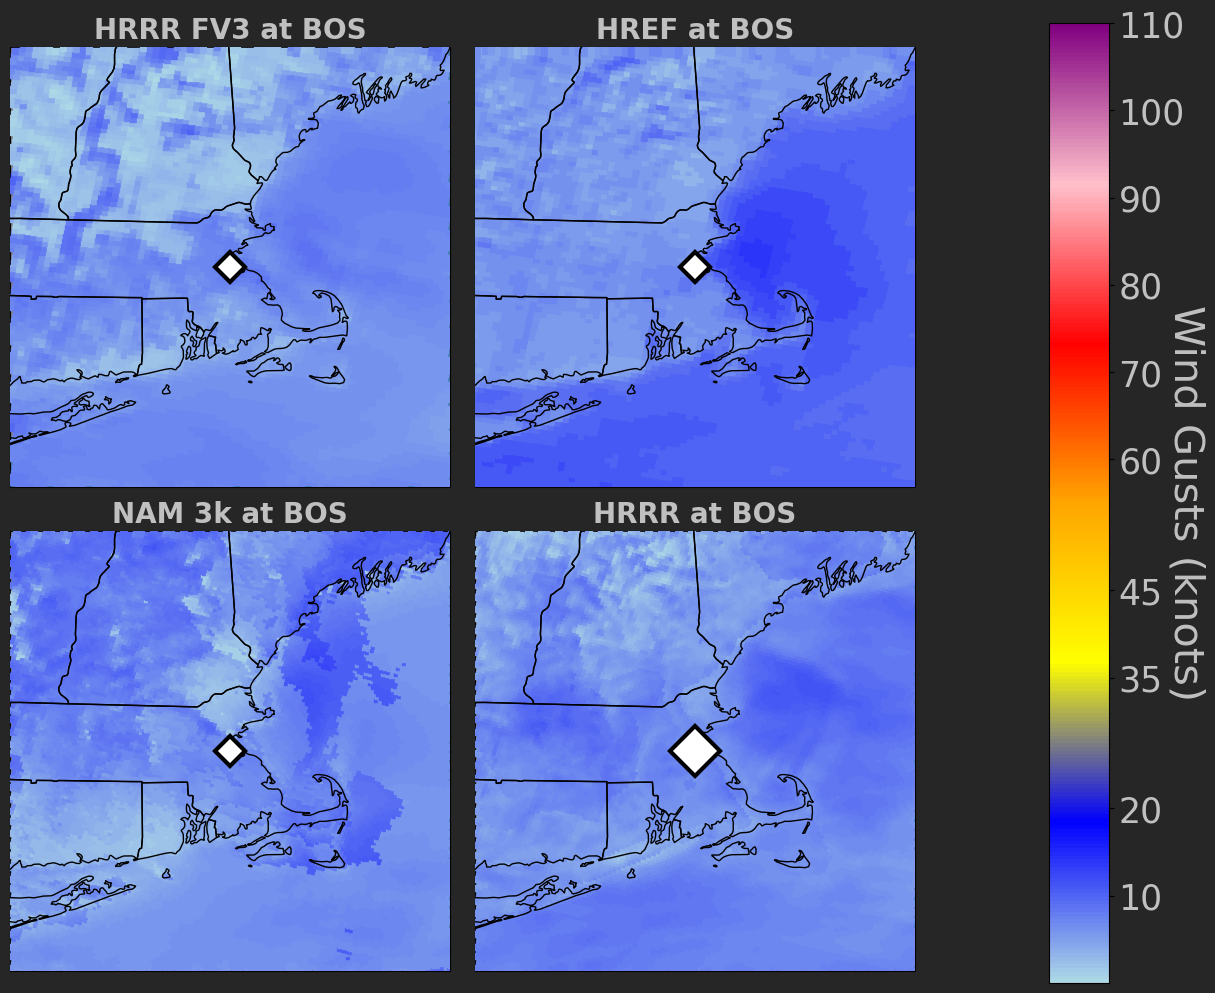 HRRR FV3 at BOS
HREF at BOS
NAM 3k at BOS
HRRR at BOS
110
100
90
80
70
60
45
35
20
10
Wind Gusts (knots)